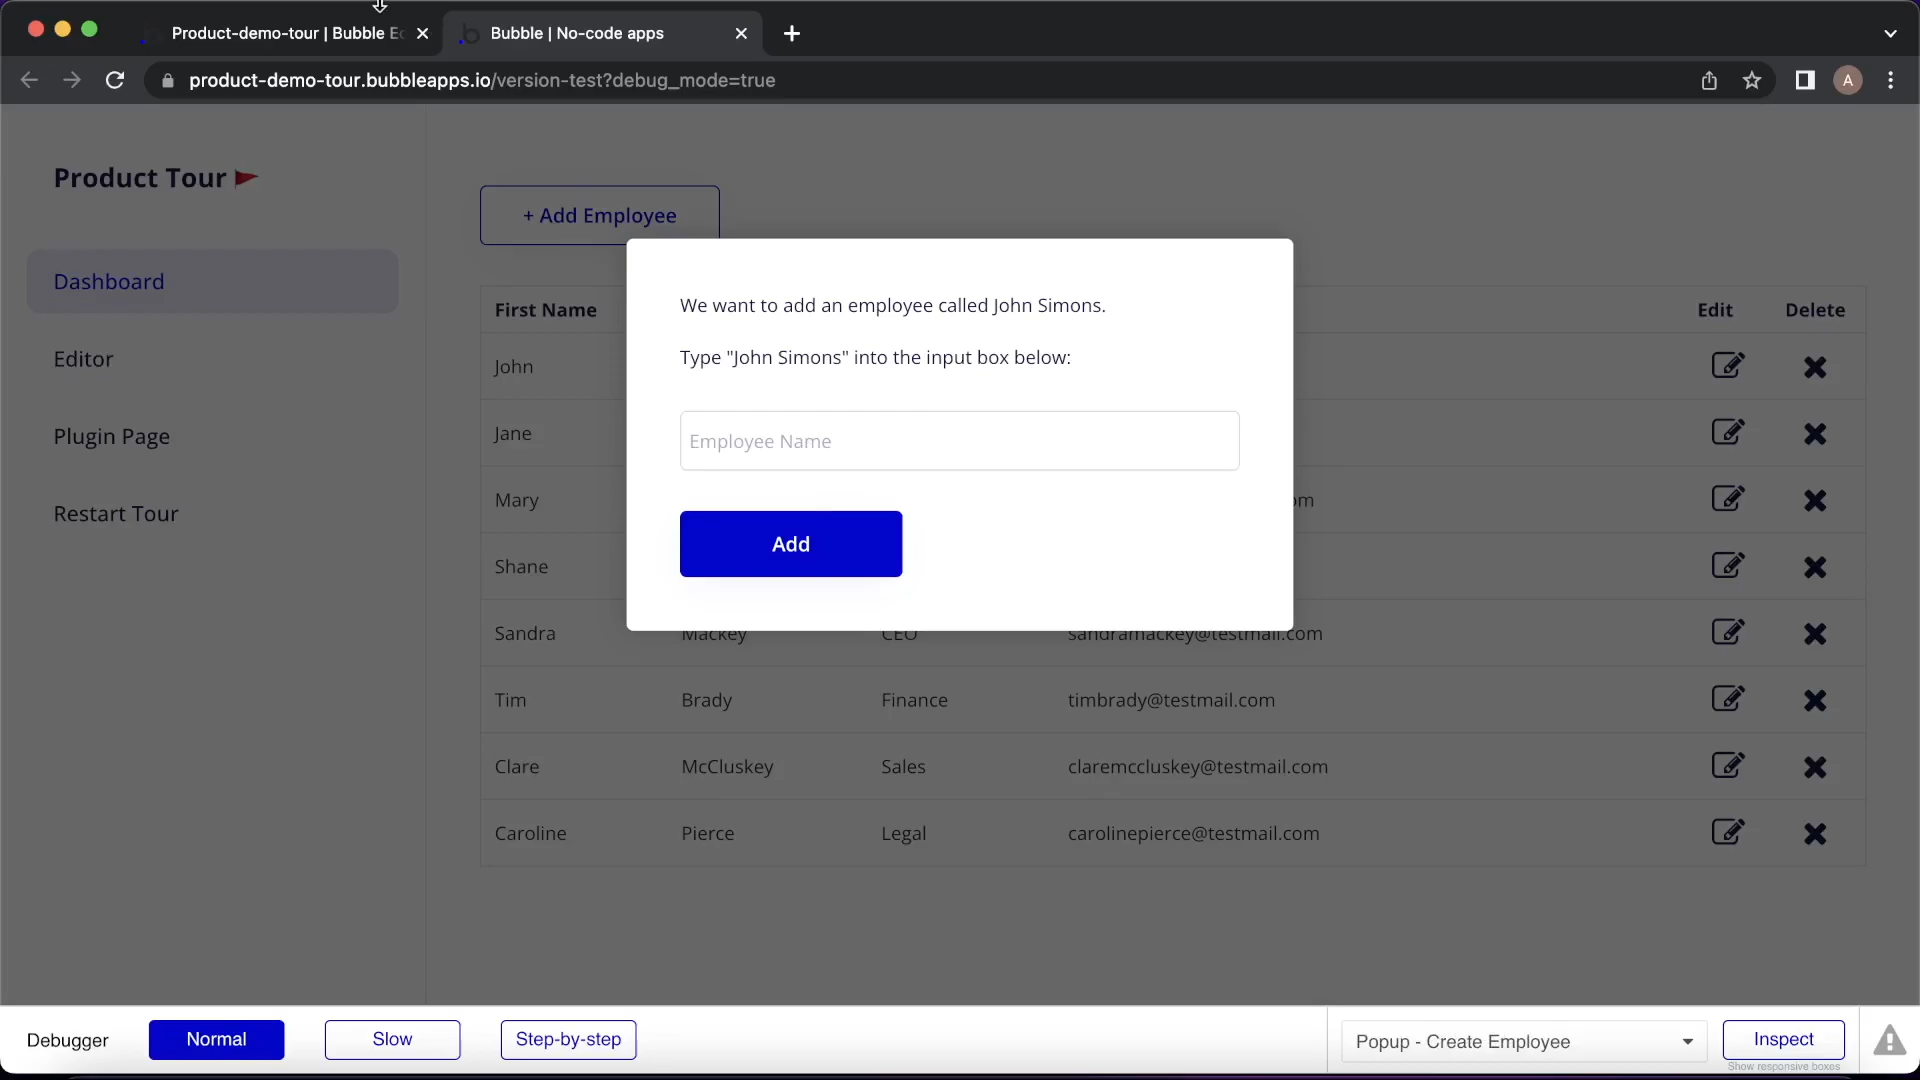 Product-demo-tour | Bubble Ec
Bubble | No-code apps
product-demo-tour.bubbleapps.io/version-test?debug_mode=true
A
Product Tour
Dashboard
Editor
Plugin Page
Restart Tour
+ Add Employee
We want to add an employee called John Simons.
Type "John Simons" into the input box below:
Employee Name
Add
First Name Edit Delete
John
Jane
Mary om
Shane
Sandra Mackey CEO sandramackey@testmail.com
Tim Brady Finance timbrady@testmail.com
Clare McCluskey Sales claremccluskey@testmail.com
Caroline Pierce Legal carolinepierce@testmail.com
Debugger Normal Slow Step-by-step Popup - Create Employee Inspect
Show responsive boxes